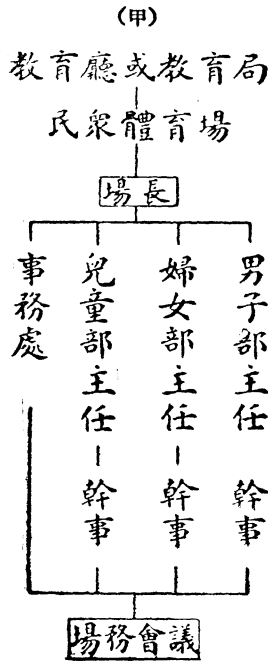 （甲）
教育廳或教育局
民眾體育場
場長
男子部主任
幹事
婦女部主任
幹事
兒童部主任
幹事
事務處
場務會議